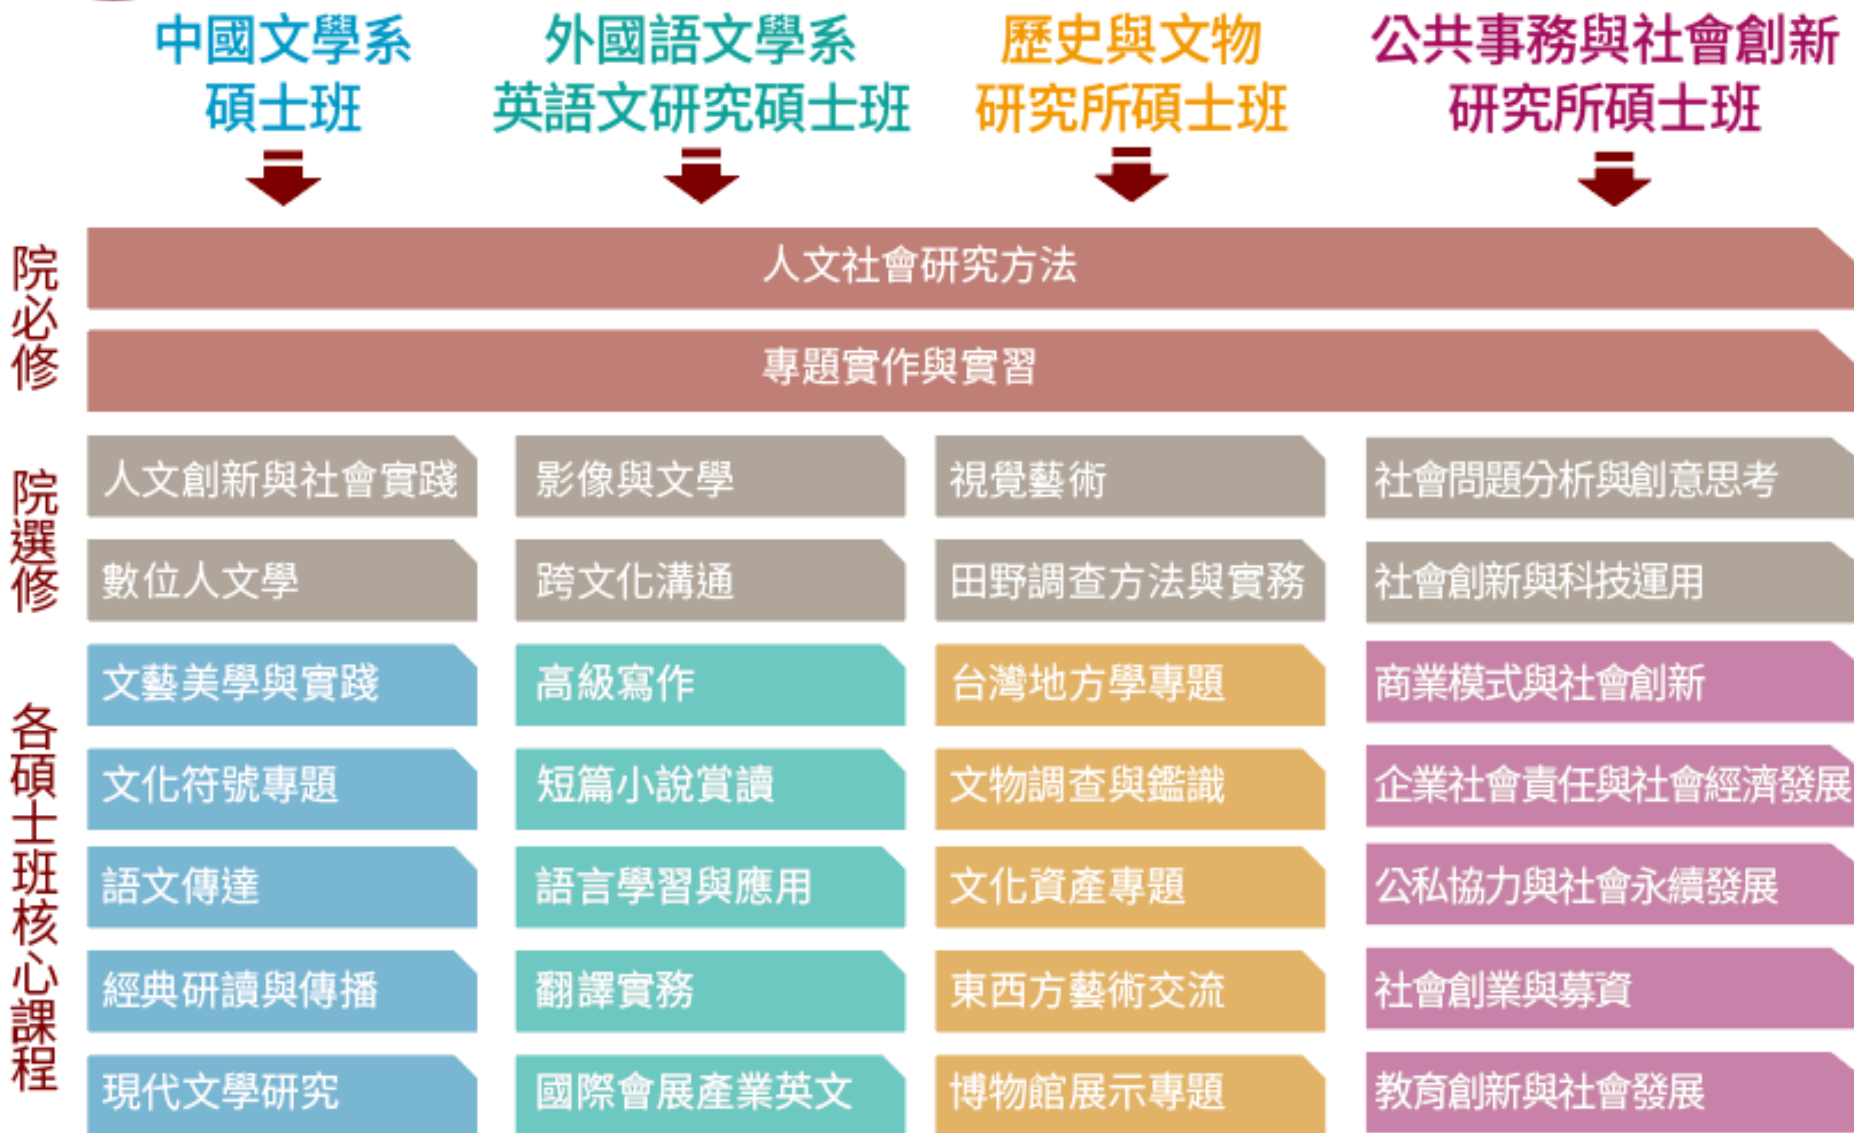 中國文學系
碩士班
外國語文學系
英語文研究碩士班
歷史與文物
研究所碩士班
公共事務與社會創新
研究所碩士班
院必修
人文社會研究方法
專題實作與實習
院選修
人文創新與社會實踐
影像與文學
視覺藝術
社會問題分析與創意思考
數位人文學
跨文化溝通
田野調查方法與實務
社會創新與科技運用
各碩士班核心課程
文藝美學與實踐
高級寫作
台灣地方學專題
商業模式與社會創新
文化符號專題
短篇小說賞讀
文物調查與鑑識
企業社會責任與社會經濟發展
語文傳達
語言學習與應用
文化資產專題
公私協力與社會永續發展
經典研讀與傳播
翻譯實務
東西方藝術交流
社會創業與募資
現代文學研究
國際會展產業英文
博物館展示專題
教育創新與社會發展